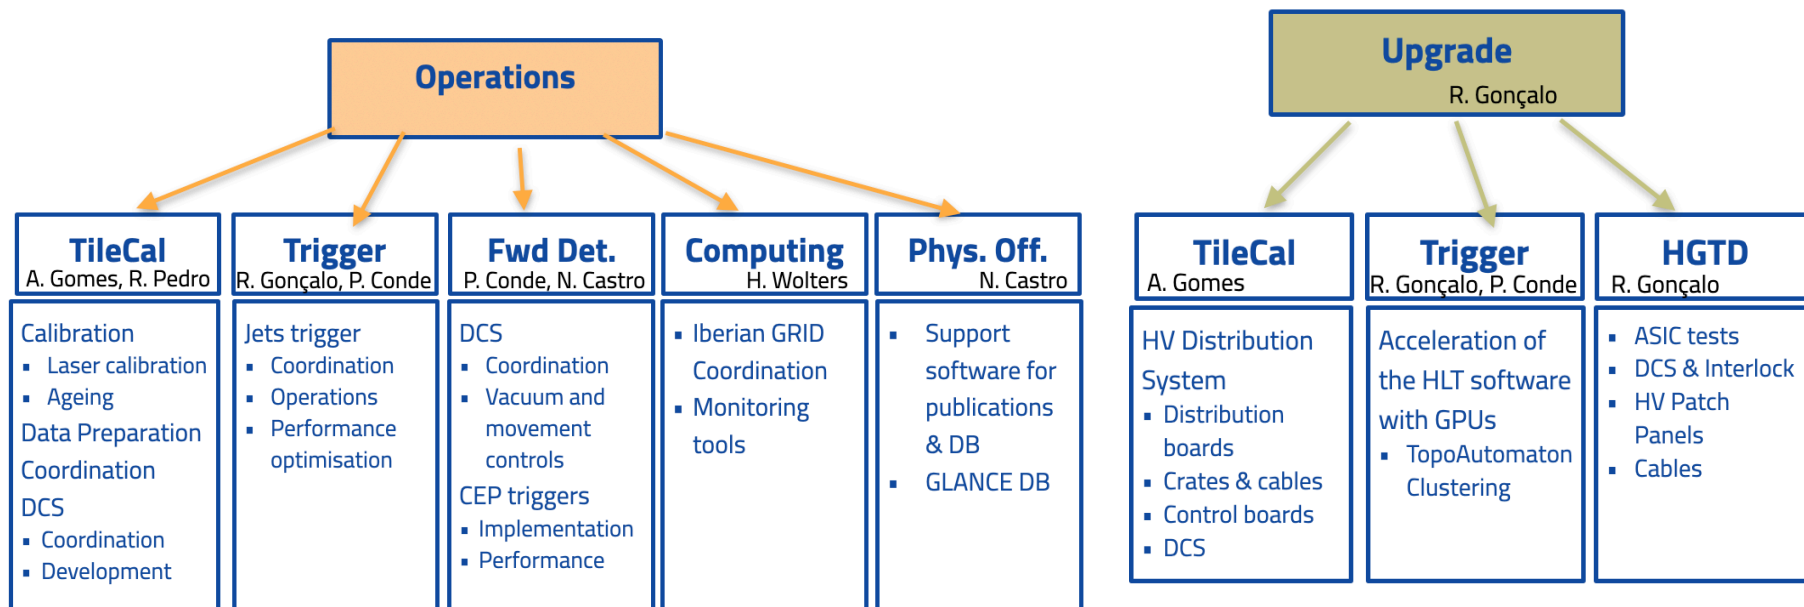 Operations
Upgrade
R. Gonçalo
TileCal
A. Gomes, R. Pedro
Calibration
▪ Laser calibration
▪ Ageing
Data Preparation
Coordination
DCS
▪ Coordination
▪ Development
Trigger
R. Gonçalo, P. Conde
Jets trigger
▪ Coordination
▪ Operations
▪ Performance
optimisation
Fwd Det.
P. Conde, N. Castro
DCS
▪ Coordination
▪ Vacuum and
movement
controls
CEP triggers
▪ Implementation
▪ Performance
Computing
H. Wolters
▪ Iberian GRID
Coordination
▪ Monitoring
tools
Phys. Off.
N. Castro
▪ Support
software for
publications
& DB
▪ GLANCE DB
TileCal
A. Gomes
HV Distribution
System
▪ Distribution
boards
▪ Crates & cables
▪ Control boards
▪ DCS
Trigger
R. Gonçalo, P. Conde
Acceleration of
the HLT software
with GPUs
▪ TopoAutomaton
Clustering
HGTD
R. Gonçalo
▪ ASIC tests
▪ DCS & Interlock
▪ HV Patch
Panels
▪ Cables